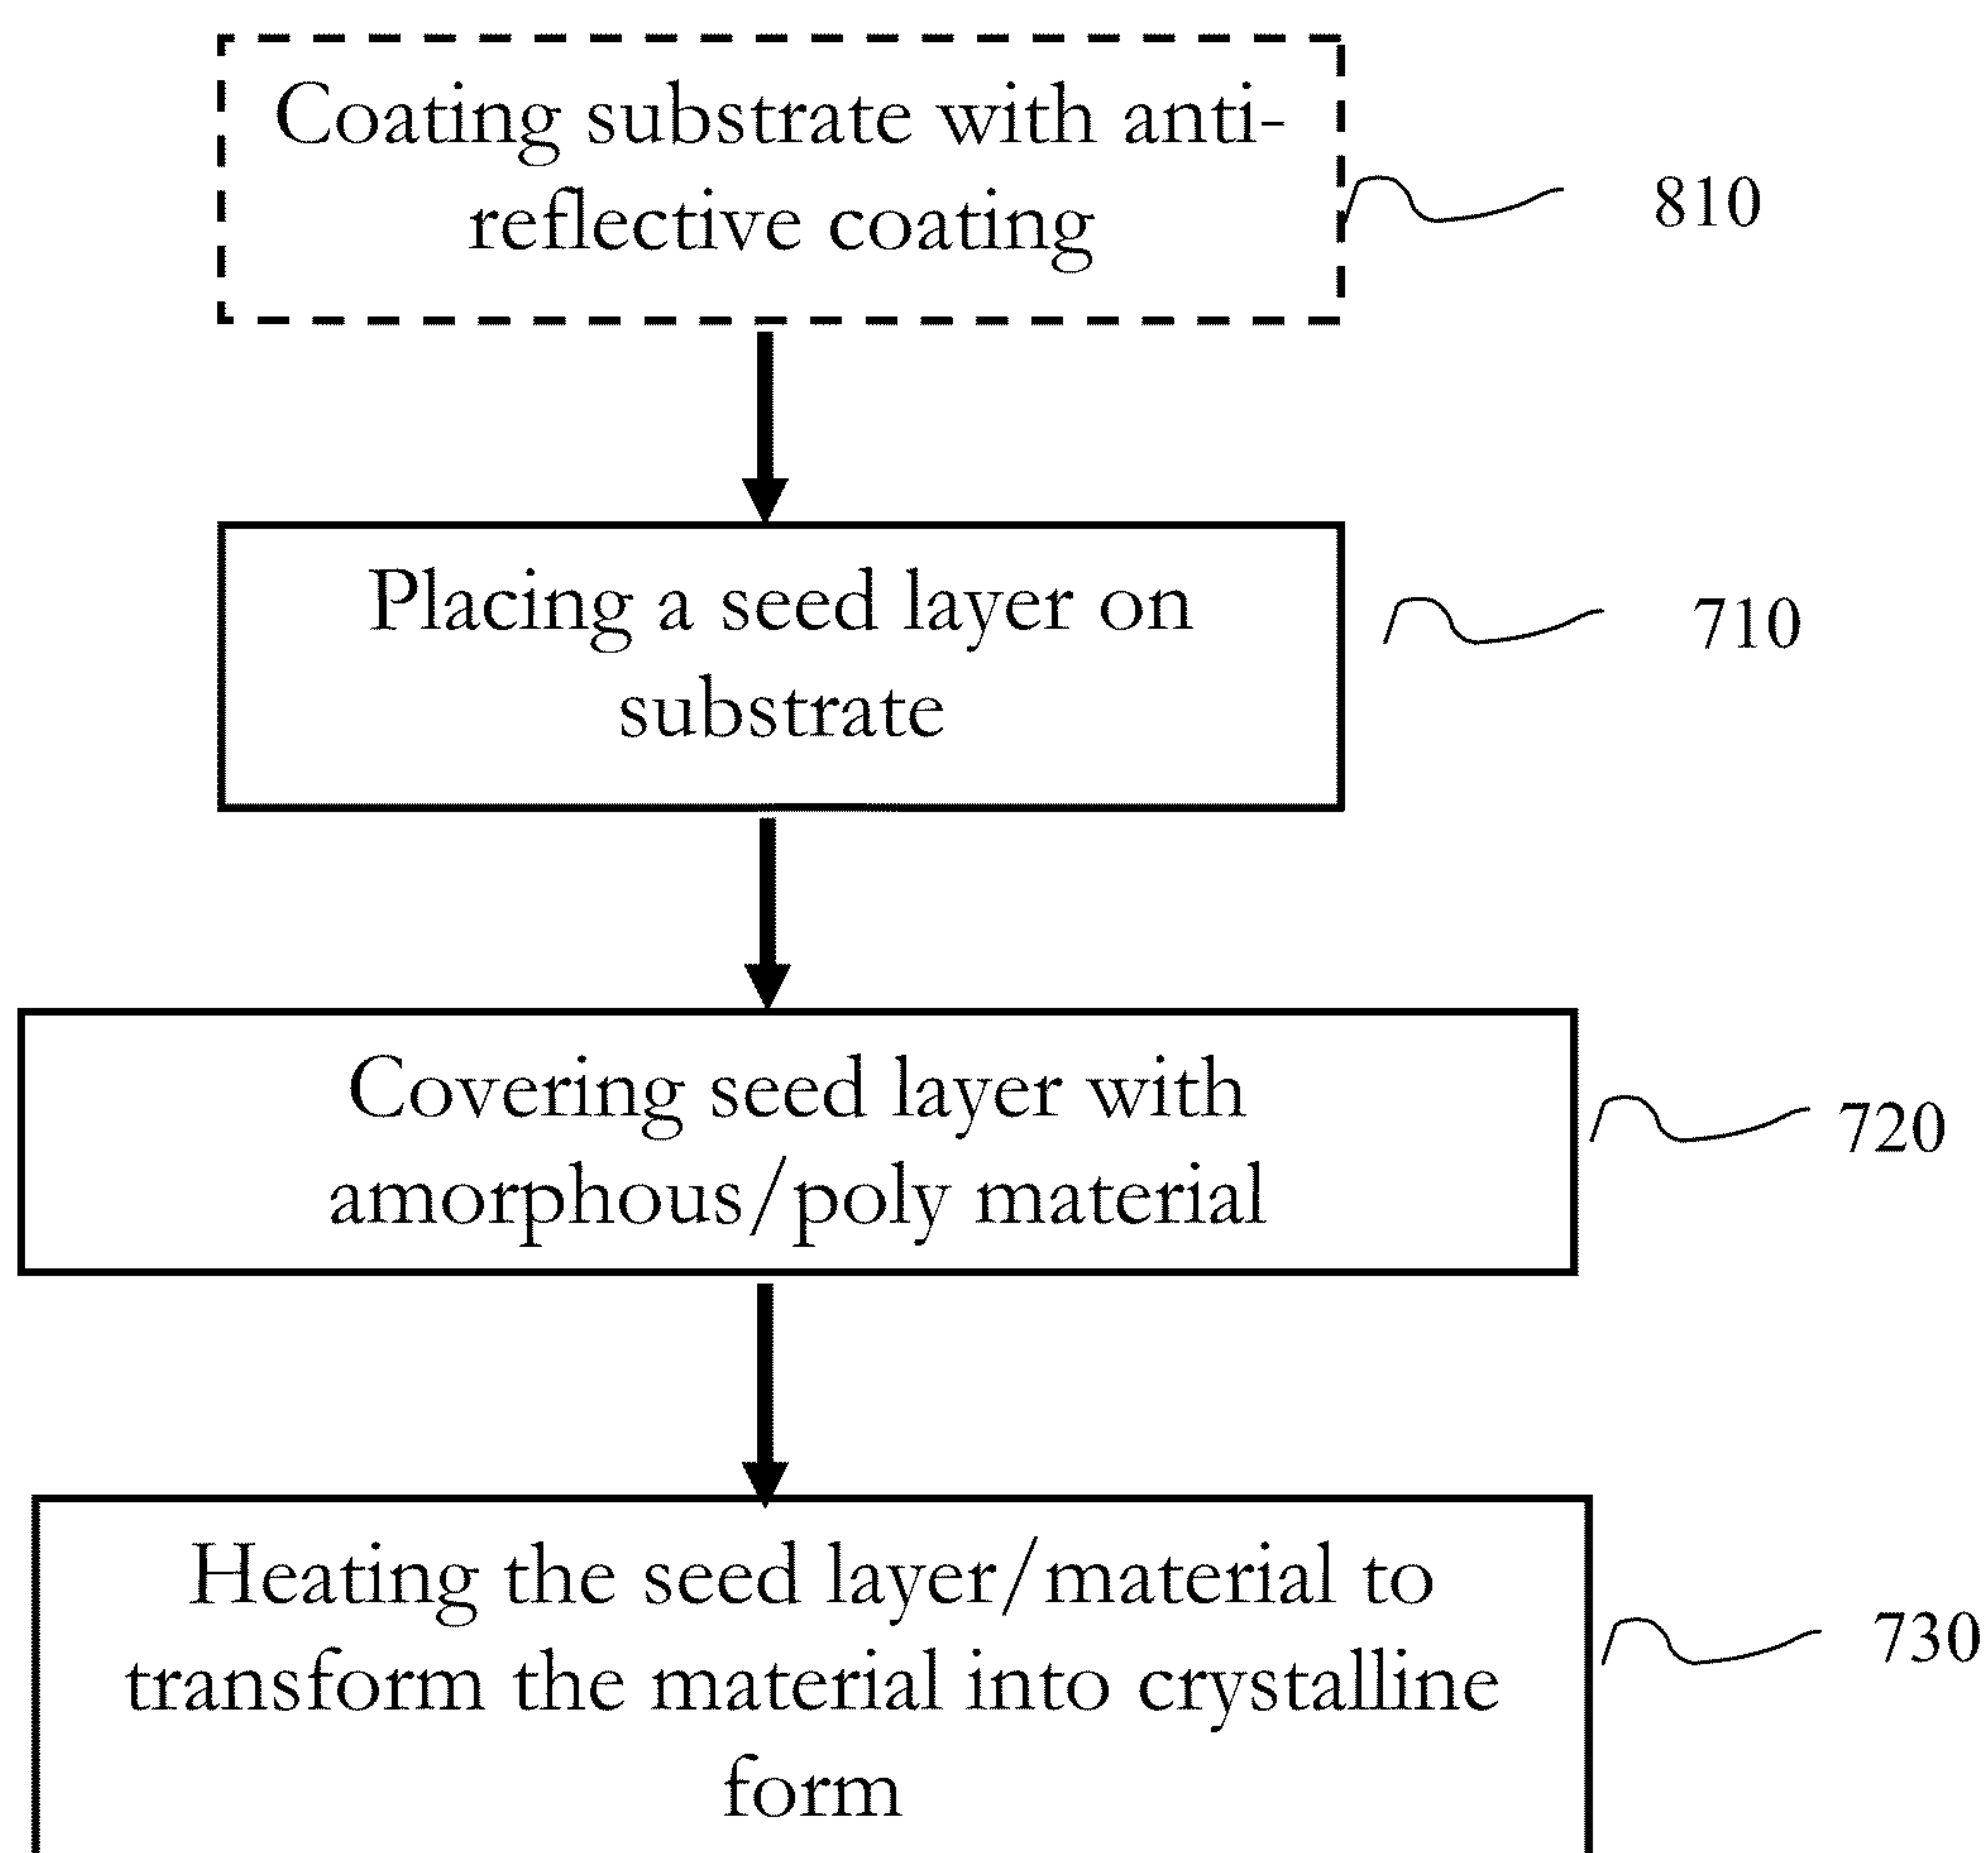 Coating substrate with anti-
reflective coating
810
Placing a seed layer on
substrate
710
Covering seed layer with
amorphous/poly material
720
Heating the seed layer/material to
transform the material into crystalline
form
730